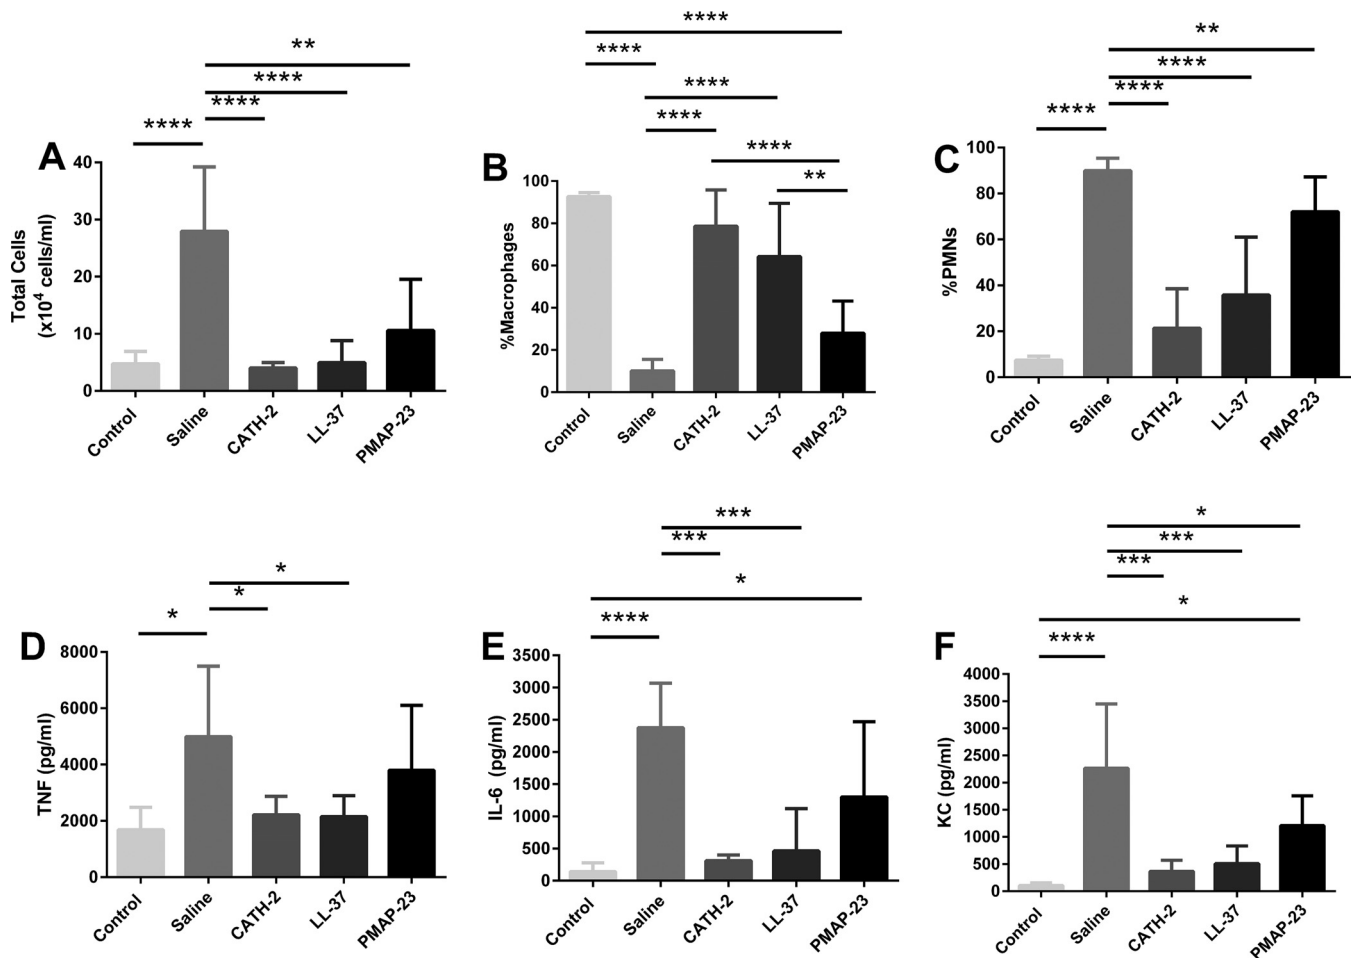 **
****
****
****
A
40
30
20
10
0
Total Cells
(x10⁴ cells/ml)
Control
Saline
CATH-2
LL-37
PMAP-23
****
****
****
****
****
**
B
100
80
60
40
20
0
%Macrophages
Control
Saline
CATH-2
LL-37
PMAP-23
**
****
****
****
C
100
80
60
40
20
0
%PMNs
Control
Saline
CATH-2
LL-37
PMAP-23
*
*
*
D
8000
6000
4000
2000
0
TNF (pg/ml)
Control
Saline
CATH-2
LL-37
PMAP-23
***
***
*
****
E
3500
3000
2500
2000
1500
1000
500
0
IL-6 (pg/ml)
Control
Saline
CATH-2
LL-37
PMAP-23
*
***
***
*
****
F
4000
3500
3000
2500
2000
1500
1000
500
0
KC (pg/ml)
Control
Saline
CATH-2
LL-37
PMAP-23